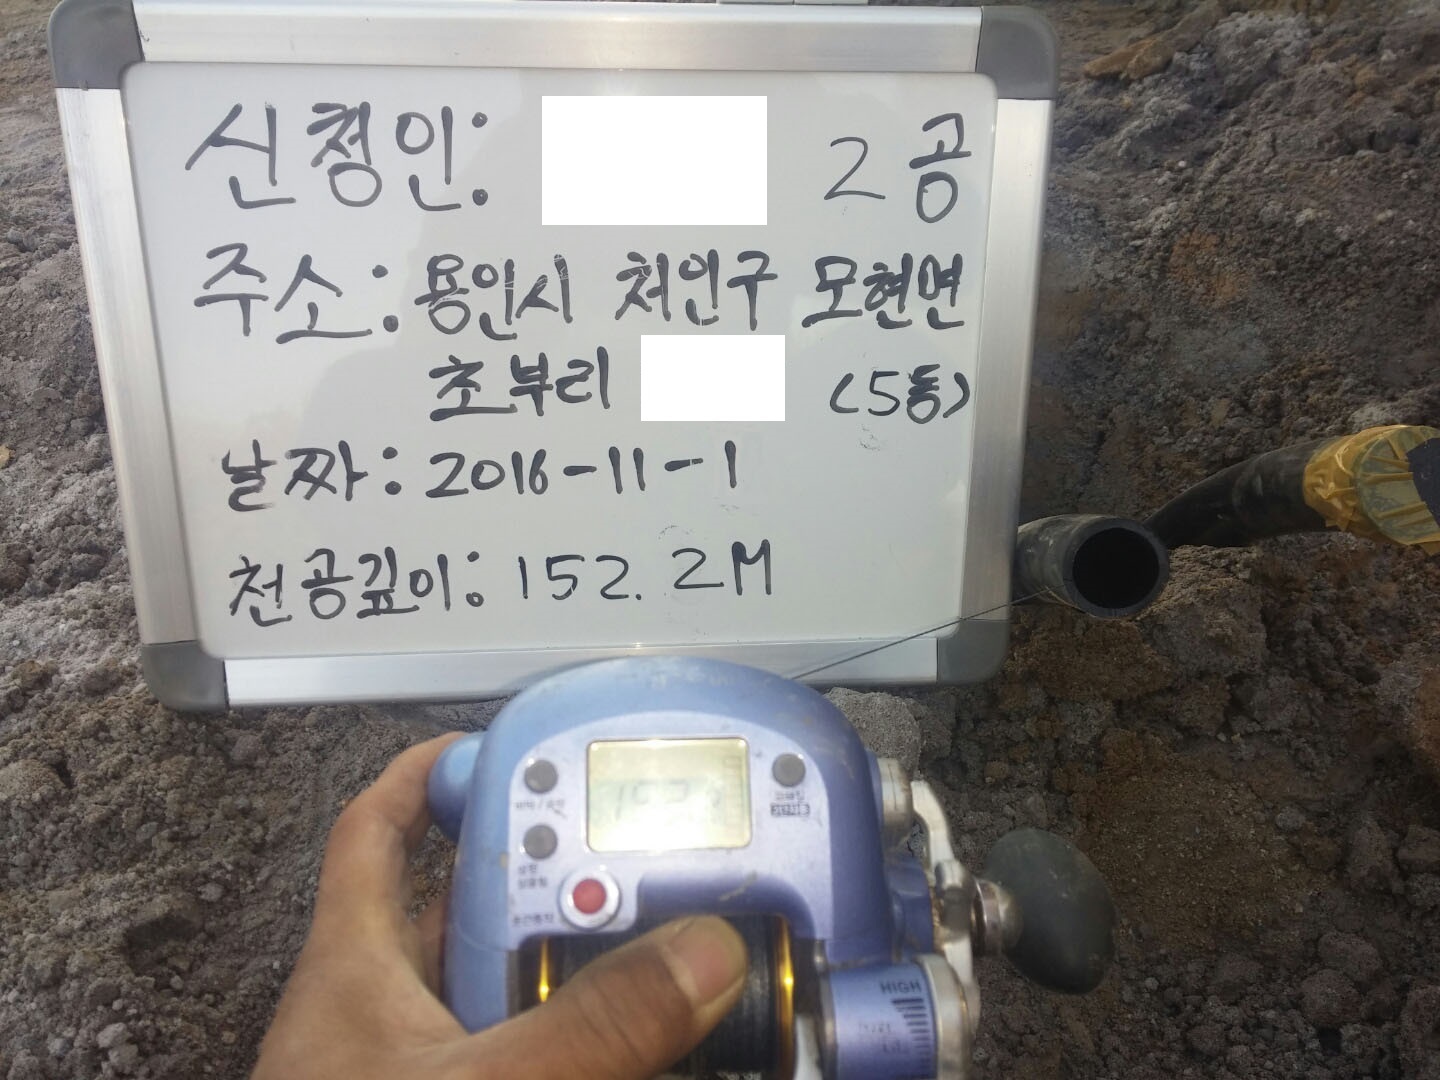 신청인: 2공
주소: 용인시 처인구 모현면
초부리 (5동)
날짜: 2016-11-1
천공깊이: 152.2M
HIGH